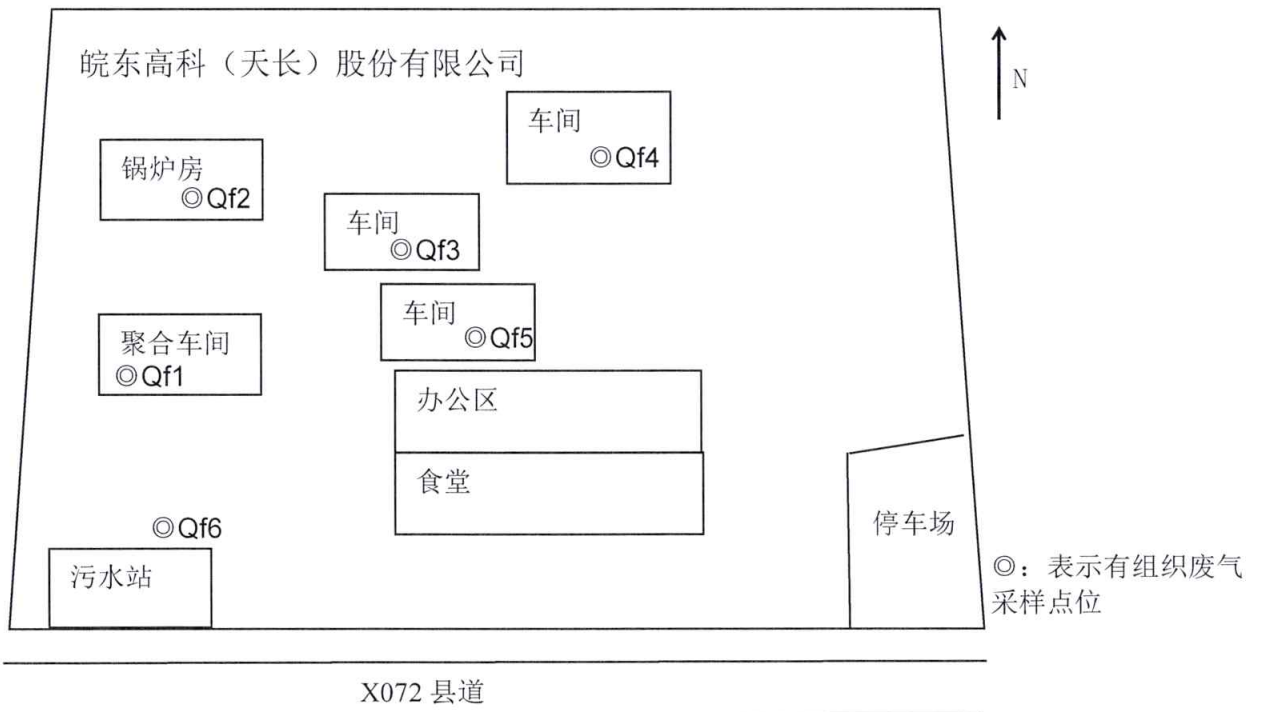 皖东高科（天长）股份有限公司
N
车间
◎Qf4
锅炉房
◎Qf2
车间
◎Qf3
车间
◎Qf5
聚合车间
◎Qf1
办公区
食堂
◎Qf6
污水站
停车场
◎：表示有组织废气
采样点位
X072 县道